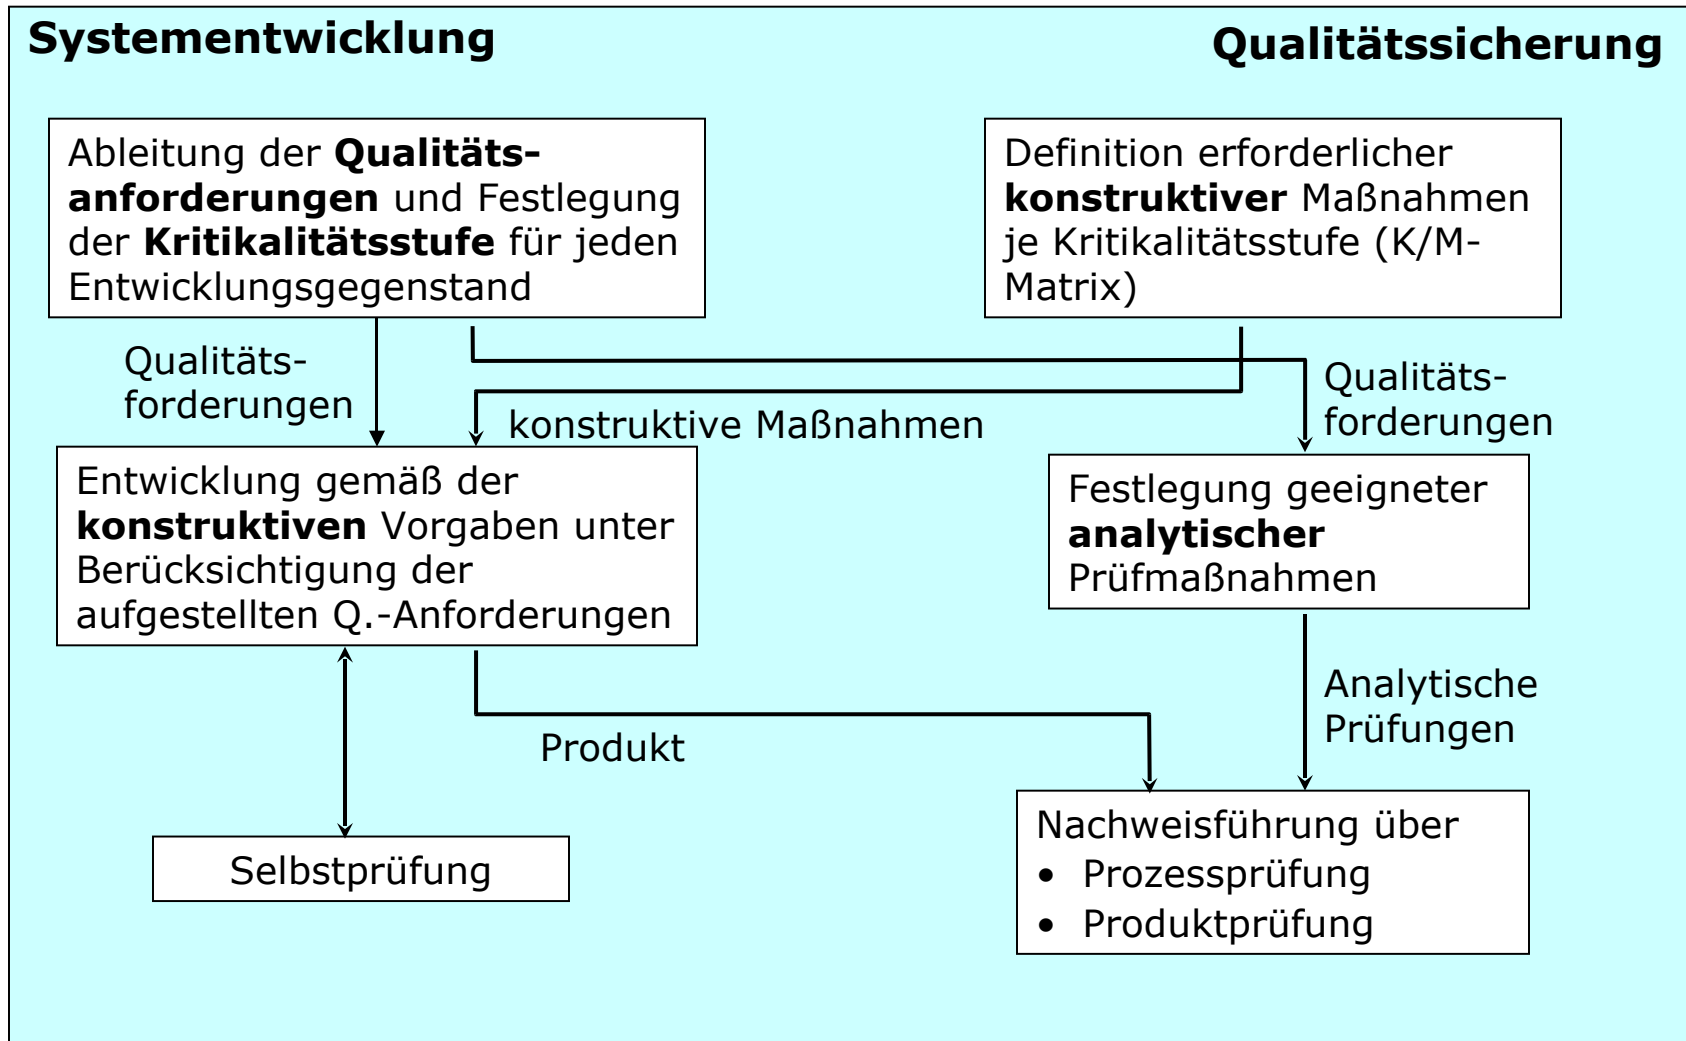 Systementwicklung
Qualitätssicherung
Ableitung der Qualitäts-
anforderungen und Festlegung
der Kritikalitätsstufe für jeden
Entwicklungsgegenstand
Definition erforderlicher
konstruktiver Maßnahmen
je Kritikalitätsstufe (K/M-
Matrix)
Qualitäts-
forderungen
konstruktive Maßnahmen
Qualitäts-
forderungen
Entwicklung gemäß der
konstruktiven Vorgaben unter
Berücksichtigung der
aufgestellten Q.-Anforderungen
Festlegung geeigneter
analytischer
Prüfmaßnahmen
Produkt
Analytische
Prüfungen
Selbstprüfung
Nachweisführung über
• Prozessprüfung
• Produktprüfung